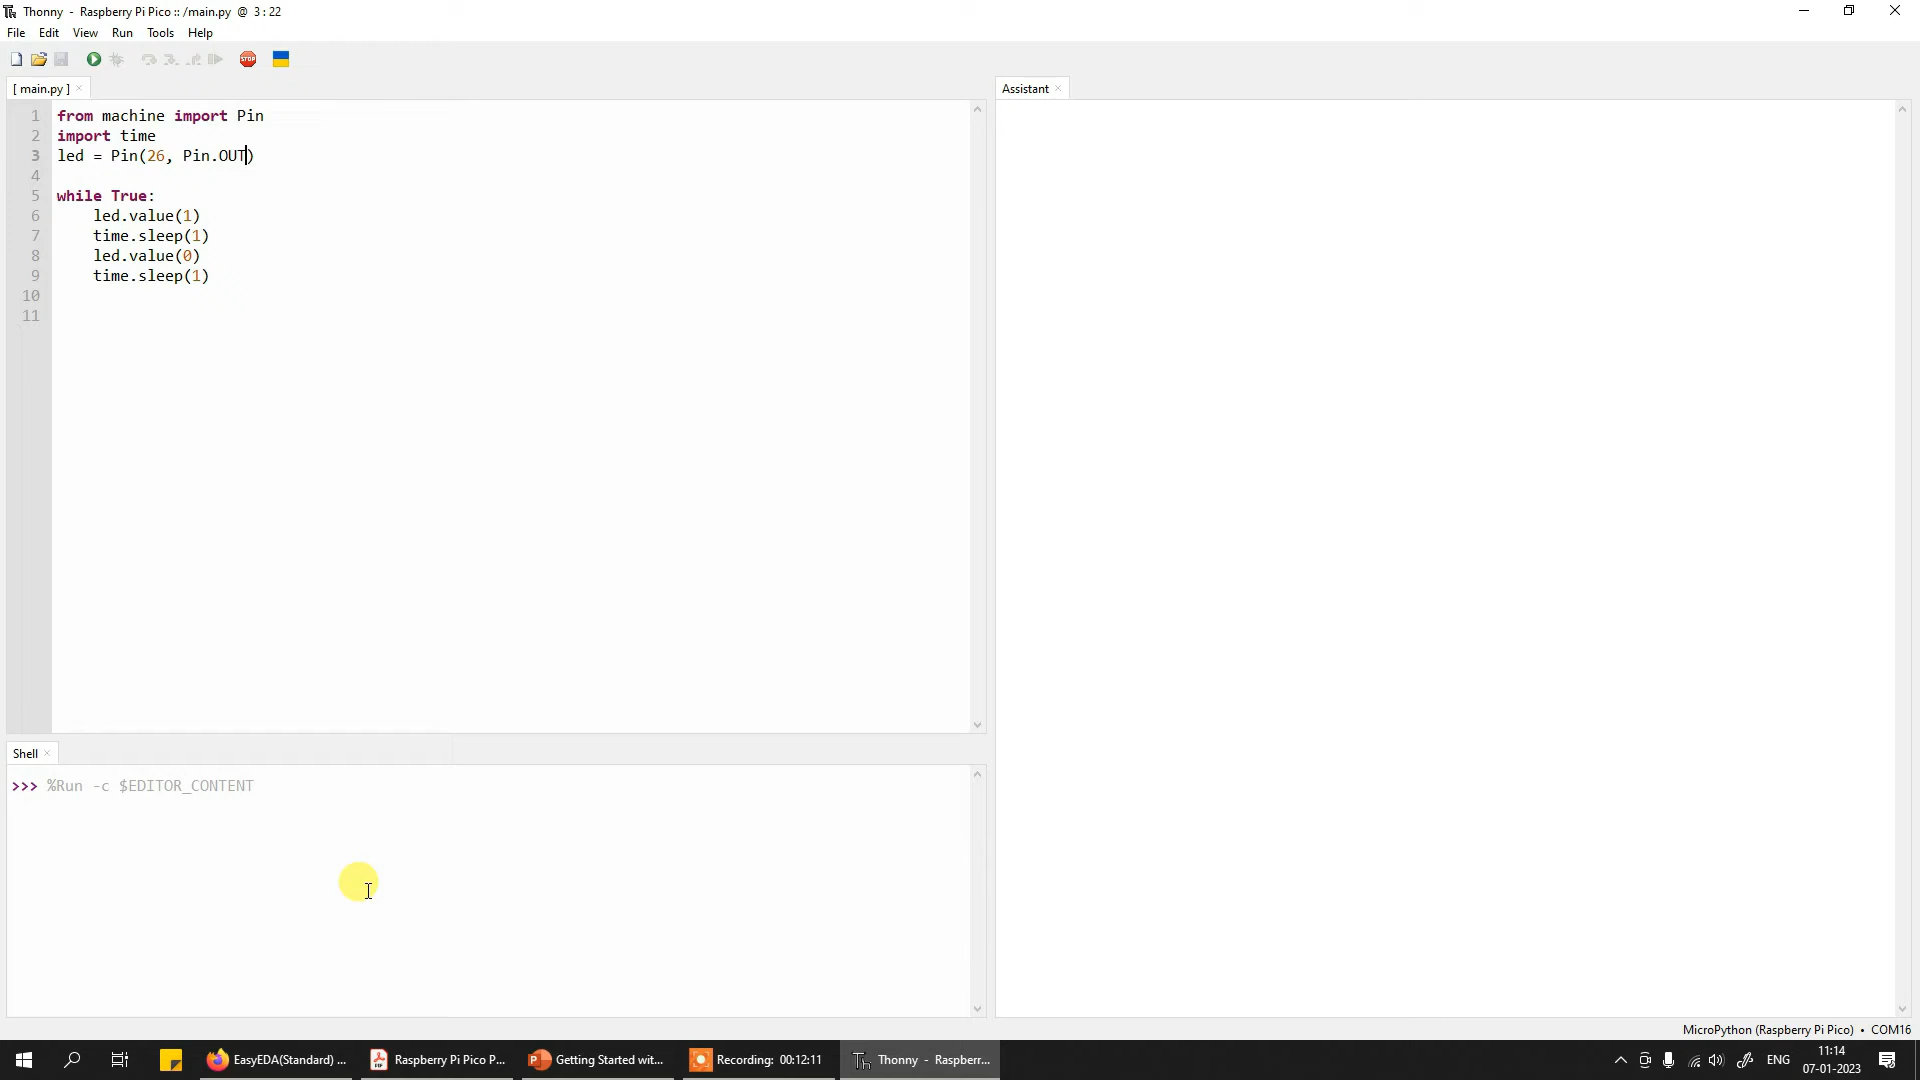 Thonny - Raspberry Pi Pico :: /main.py @ 3 : 22
File Edit View Run Tools Help
STOP
[ main.py ] ×
Assistant ×
1 from machine import Pin
2 import time
3 led = Pin(26, Pin.OUT)
4
5 while True:
6     led.value(1)
7     time.sleep(1)
8     led.value(0)
9     time.sleep(1)
10
11
Shell ×
>>> %Run -c $EDITOR_CONTENT
MicroPython (Raspberry Pi Pico) • COM16
EasyEDA(Standard) ... Raspberry Pi Pico P... Getting Started wit... Recording: 00:12:11 Thonny - Raspberr... ENG 11:14
07-01-2023